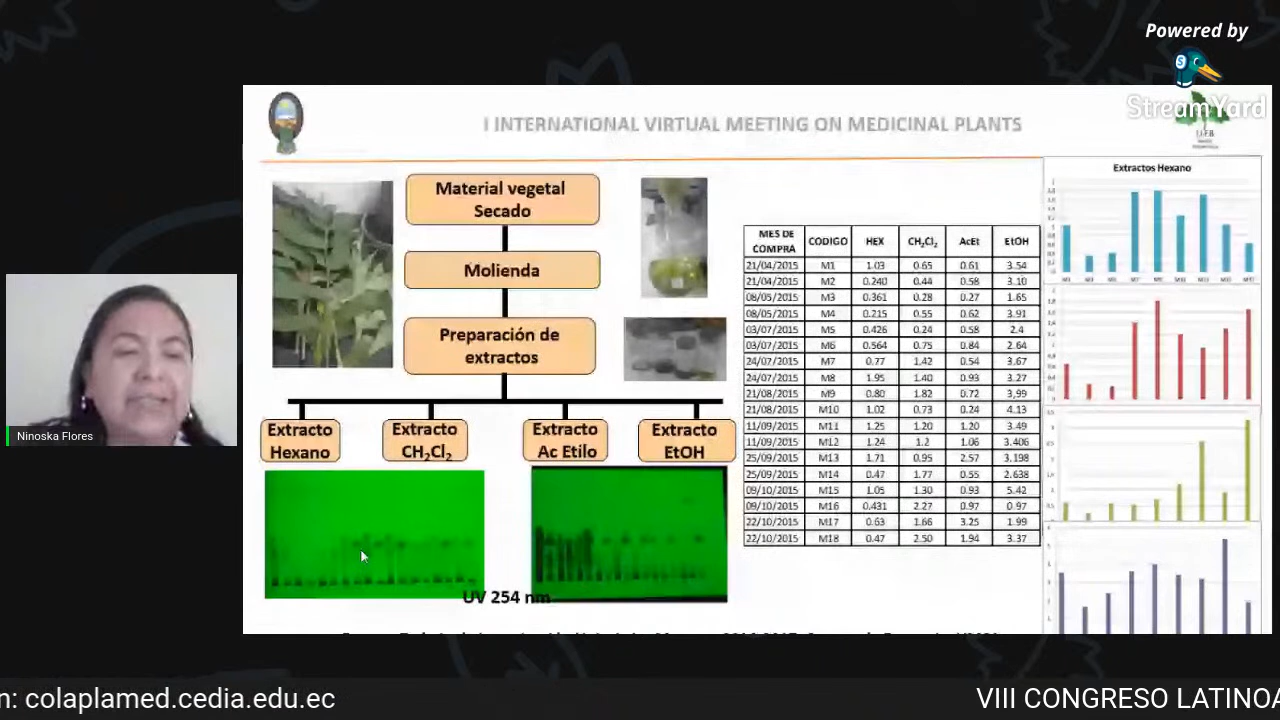 Powered by
StreamYard
I INTERNATIONAL VIRTUAL MEETING ON MEDICINAL PLANTS
Material vegetal
Secado
Molienda
Preparación de
extractos
Extracto
Hexano
Extracto
CH₂Cl₂
Extracto
Ac Etilo
Extracto
EtOH
UV 254 nm
MES DE COMPRA CODIGO HEX CH₂Cl₂ AcEt EtOH
21/04/2015 M1 1.03 0.65 0.61 3.54
21/04/2015 M2 0.240 0.44 0.58 3.10
08/05/2015 M3 0.361 0.28 0.27 1.65
08/05/2015 M4 0.215 0.55 0.62 3.91
03/07/2015 M5 0.426 0.24 0.58 2.4
03/07/2015 M6 0.564 0.75 0.84 2.64
24/07/2015 M7 0.77 1.42 0.54 3.67
24/07/2015 M8 1.95 1.40 0.93 3.27
21/08/2015 M9 0.80 1.82 0.72 3,99
21/08/2015 M10 1.02 0.73 0.24 4.13
11/09/2015 M11 1.25 1.20 1.20 3.49
11/09/2015 M12 1.24 1.2 1.06 3.406
25/09/2015 M13 1.71 0.95 2.57 3.198
25/09/2015 M14 0.47 1.77 0.55 2.638
09/10/2015 M15 1.05 1.30 0.93 5.42
09/10/2015 M16 0.431 2.27 0.97 0.97
22/10/2015 M17 0.63 1.66 3.25 1.99
22/10/2015 M18 0.47 2.50 1.94 3.37
Extractos Hexano
Ninoska Flores
n: colaplamed.cedia.edu.ec
VIII CONGRESO LATINOA